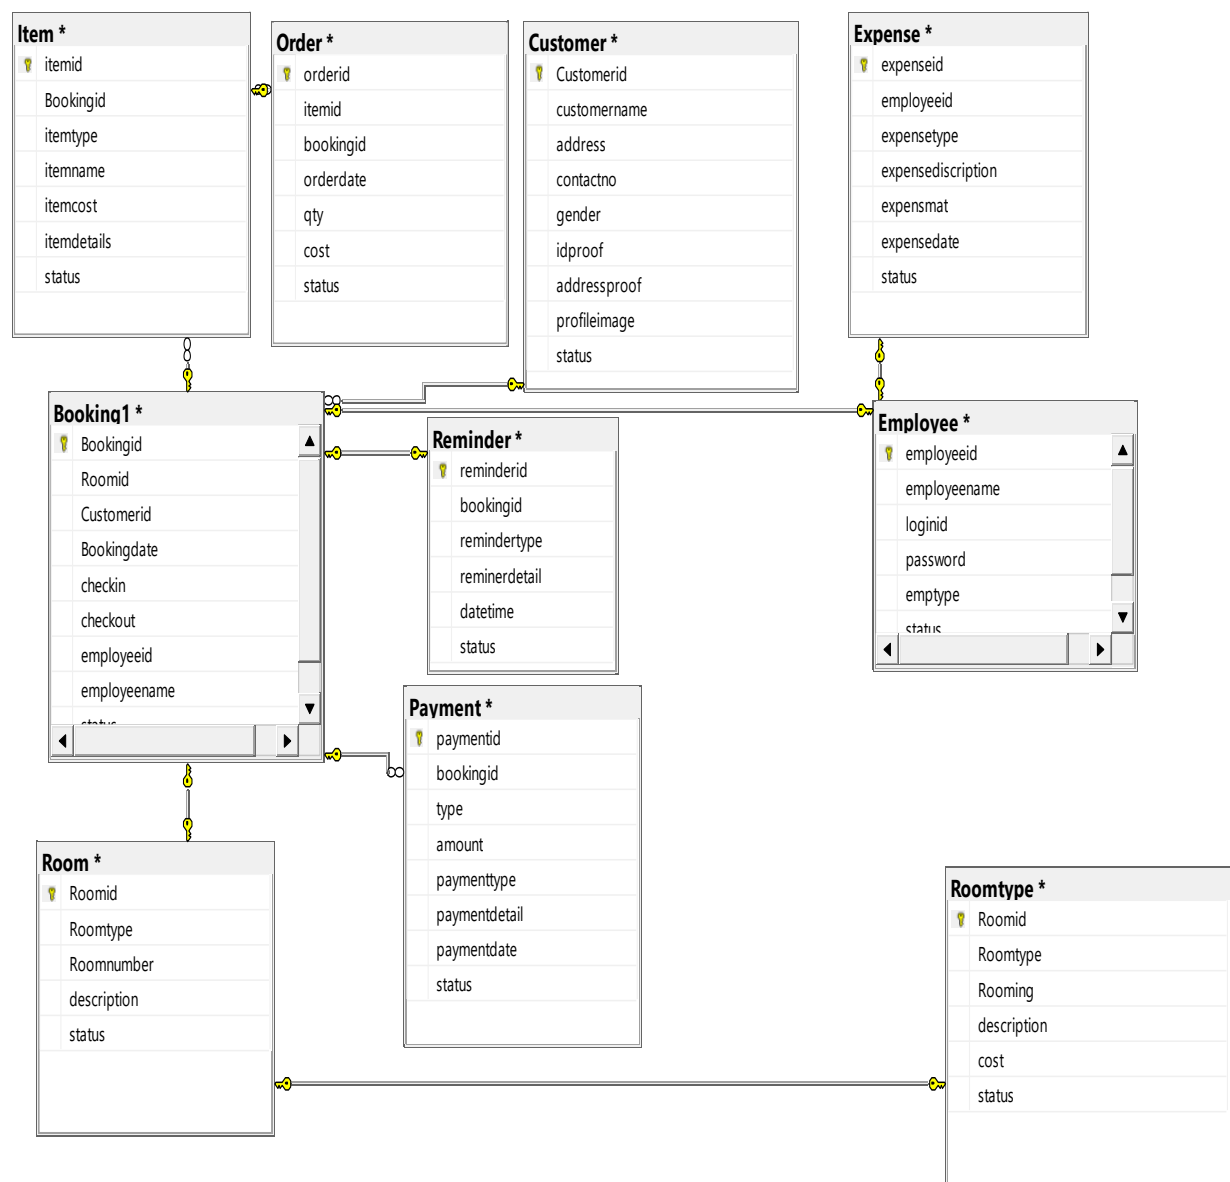 Item *
itemid
Bookingid
itemtype
itemname
itemcost
itemdetails
status
Order *
orderid
itemid
bookingid
orderdate
qty
cost
status
Customer *
Customerid
customername
address
contactno
gender
idproof
addressproof
profileimage
status
Expense *
expenseid
employeeid
expensetype
expensediscription
expensmat
expensedate
status
Booking1 *
Bookingid
Roomid
Customerid
Bookingdate
checkin
checkout
employeeid
employeename
status
Reminder *
reminderid
bookingid
remindertype
reminerdetail
datetime
status
Employee *
employeeid
employeename
loginid
password
emptype
status
Payment *
paymentid
bookingid
type
amount
paymenttype
paymentdetail
paymentdate
status
Room *
Roomid
Roomtype
Roomnumber
description
status
Roomtype *
Roomid
Roomtype
Rooming
description
cost
status